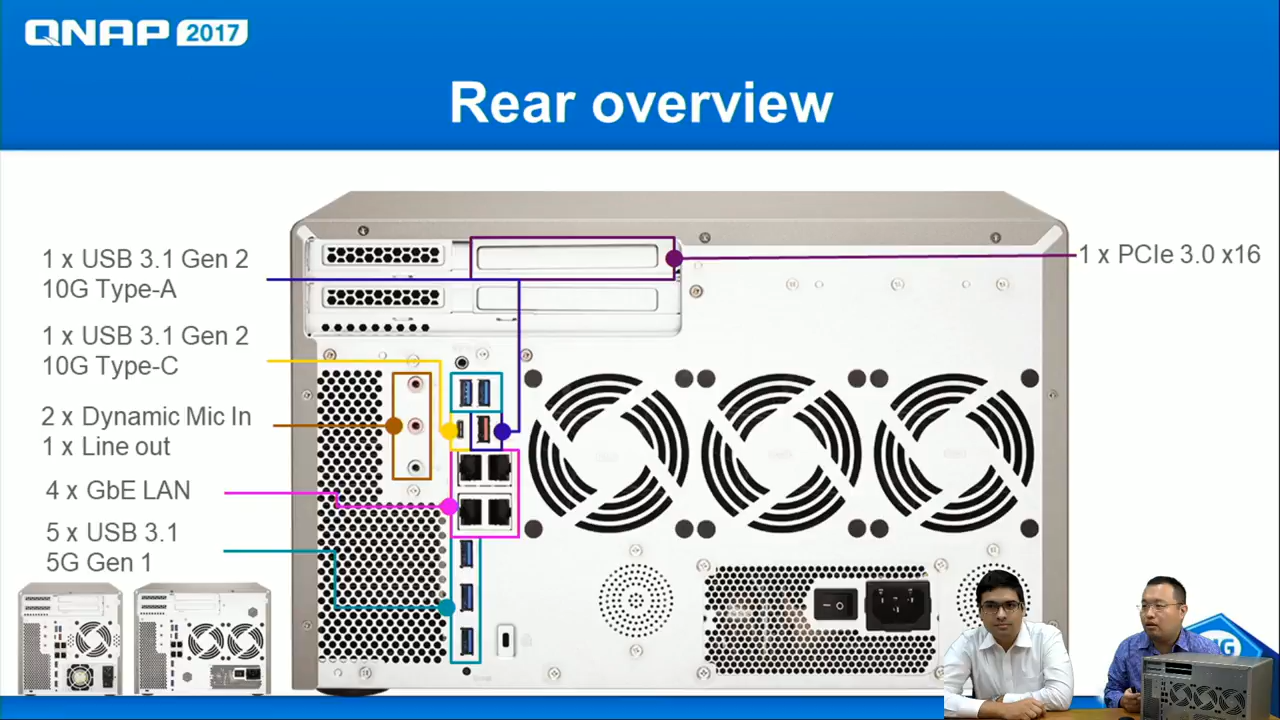 QNAP 2017
Rear overview
1 x USB 3.1 Gen 2
10G Type-A
1 x PCIe 3.0 x16
1 x USB 3.1 Gen 2
10G Type-C
2 x Dynamic Mic In
1 x Line out
4 x GbE LAN
5 x USB 3.1
5G Gen 1